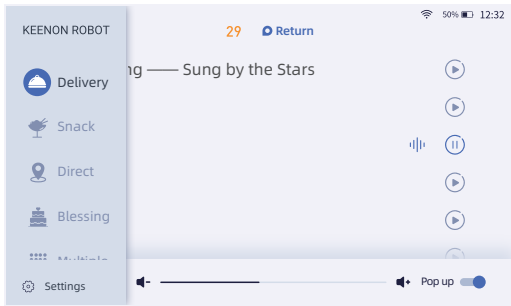 50% 12:32
KEENON ROBOT
29 Return
ng —— Sung by the Stars
Delivery
Snack
Direct
Blessing
Multiple
Settings
Pop up